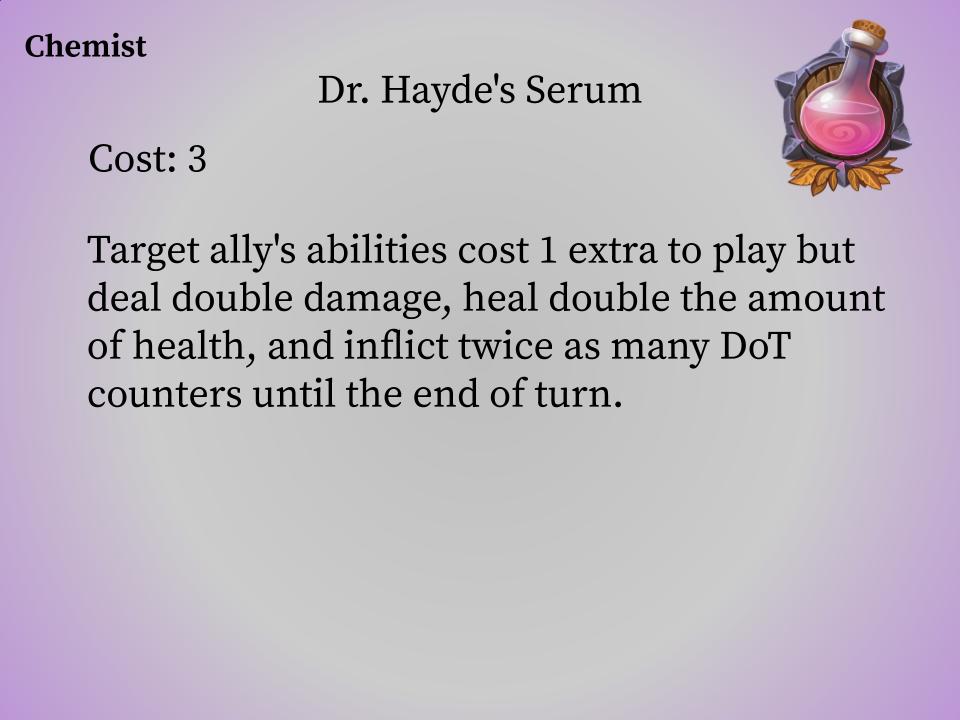 Chemist
Dr. Hayde's Serum
Cost: 3
Target ally's abilities cost 1 extra to play but
deal double damage, heal double the amount
of health, and inflict twice as many DoT
counters until the end of turn.